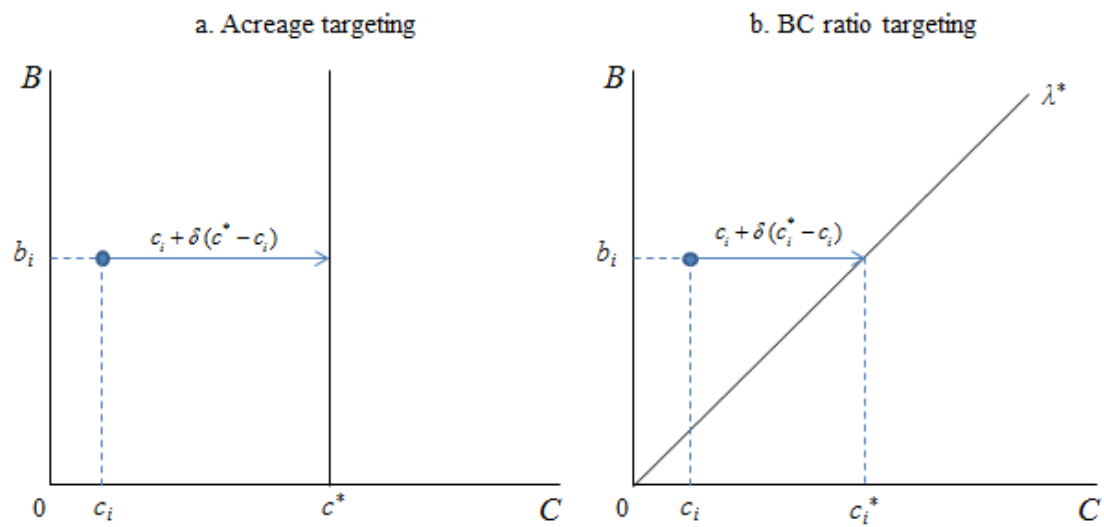 a. Acreage targeting
B
c_i + δ(c^* − c_i)
b_i
0
c_i
c^*
C
b. BC ratio targeting
B
λ^*
c_i + δ(c_i^* − c_i)
b_i
0
c_i
c_i^*
C